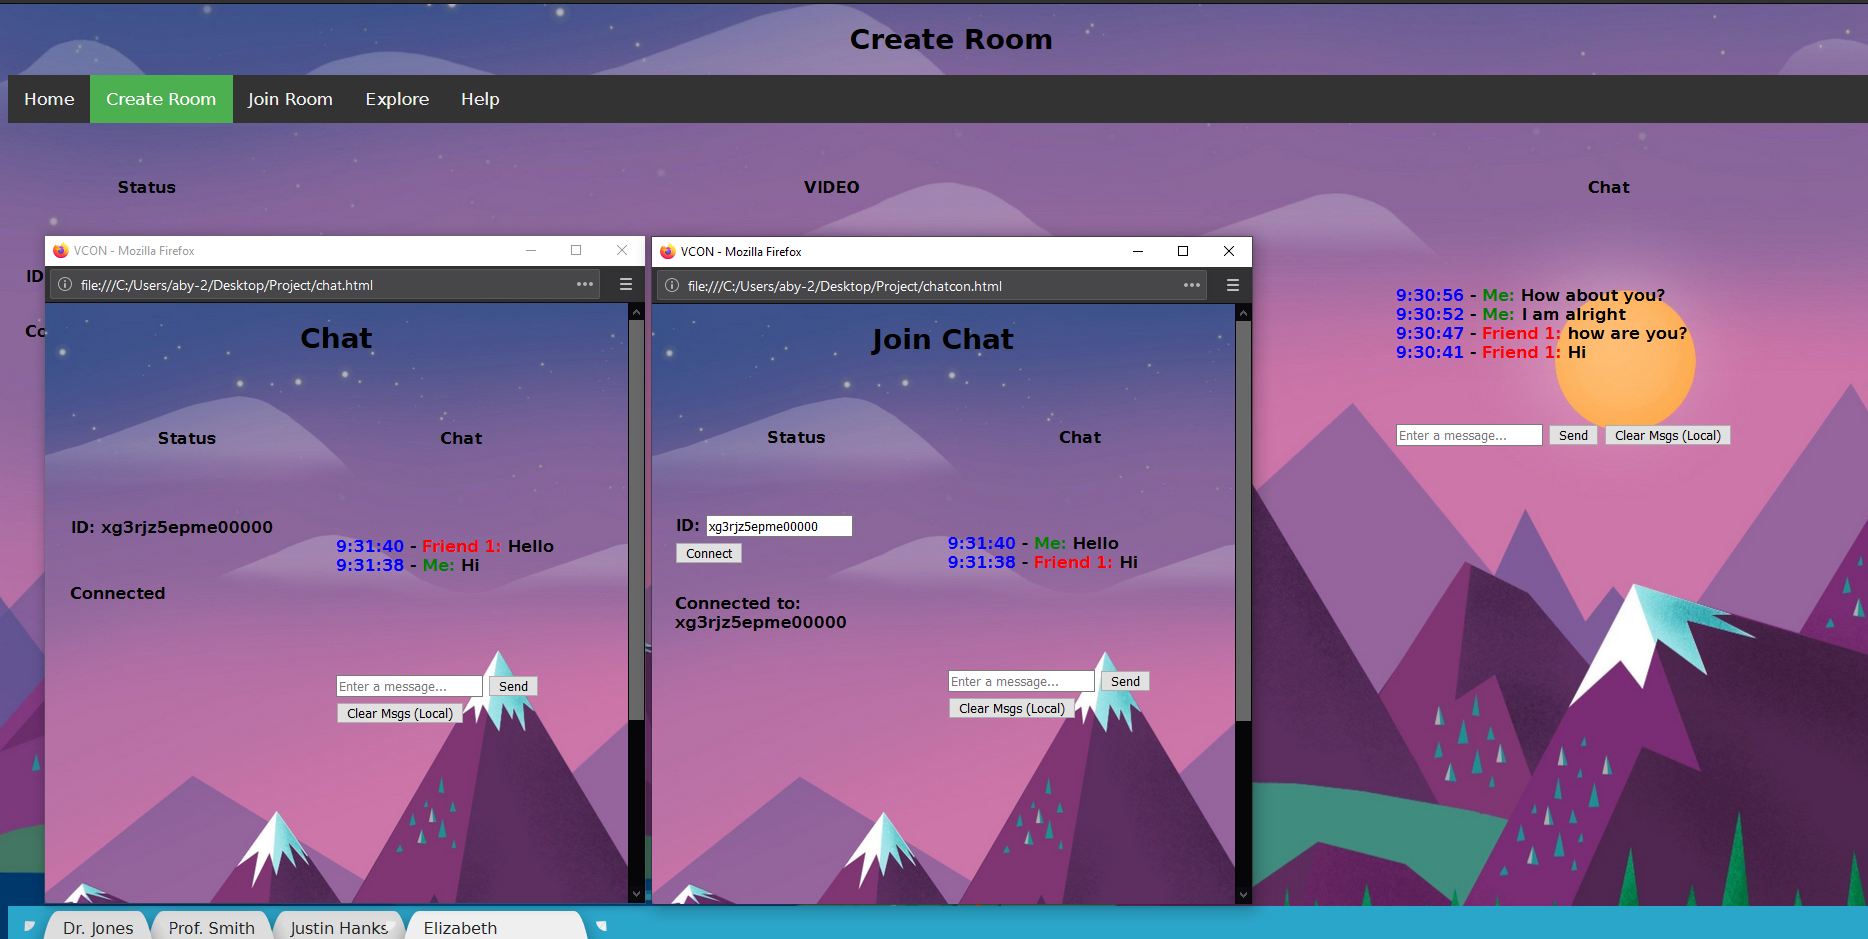 Create Room
Home Create Room Join Room Explore Help
Status VIDEO Chat
ID
Co
VCON - Mozilla Firefox
file:///C:/Users/aby-2/Desktop/Project/chat.html
Chat
Status Chat
ID: xg3rjz5epme00000
9:31:40 - Friend 1: Hello
9:31:38 - Me: Hi
Connected
Enter a message... Send
Clear Msgs (Local)
VCON - Mozilla Firefox
file:///C:/Users/aby-2/Desktop/Project/chatcon.html
Join Chat
Status Chat
ID: xg3rjz5epme00000
Connect
9:31:40 - Me: Hello
9:31:38 - Friend 1: Hi
Connected to:
xg3rjz5epme00000
Enter a message... Send
Clear Msgs (Local)
9:30:56 - Me: How about you?
9:30:52 - Me: I am alright
9:30:47 - Friend 1: how are you?
9:30:41 - Friend 1: Hi
Enter a message... Send Clear Msgs (Local)
Dr. Jones Prof. Smith Justin Hanks Elizabeth